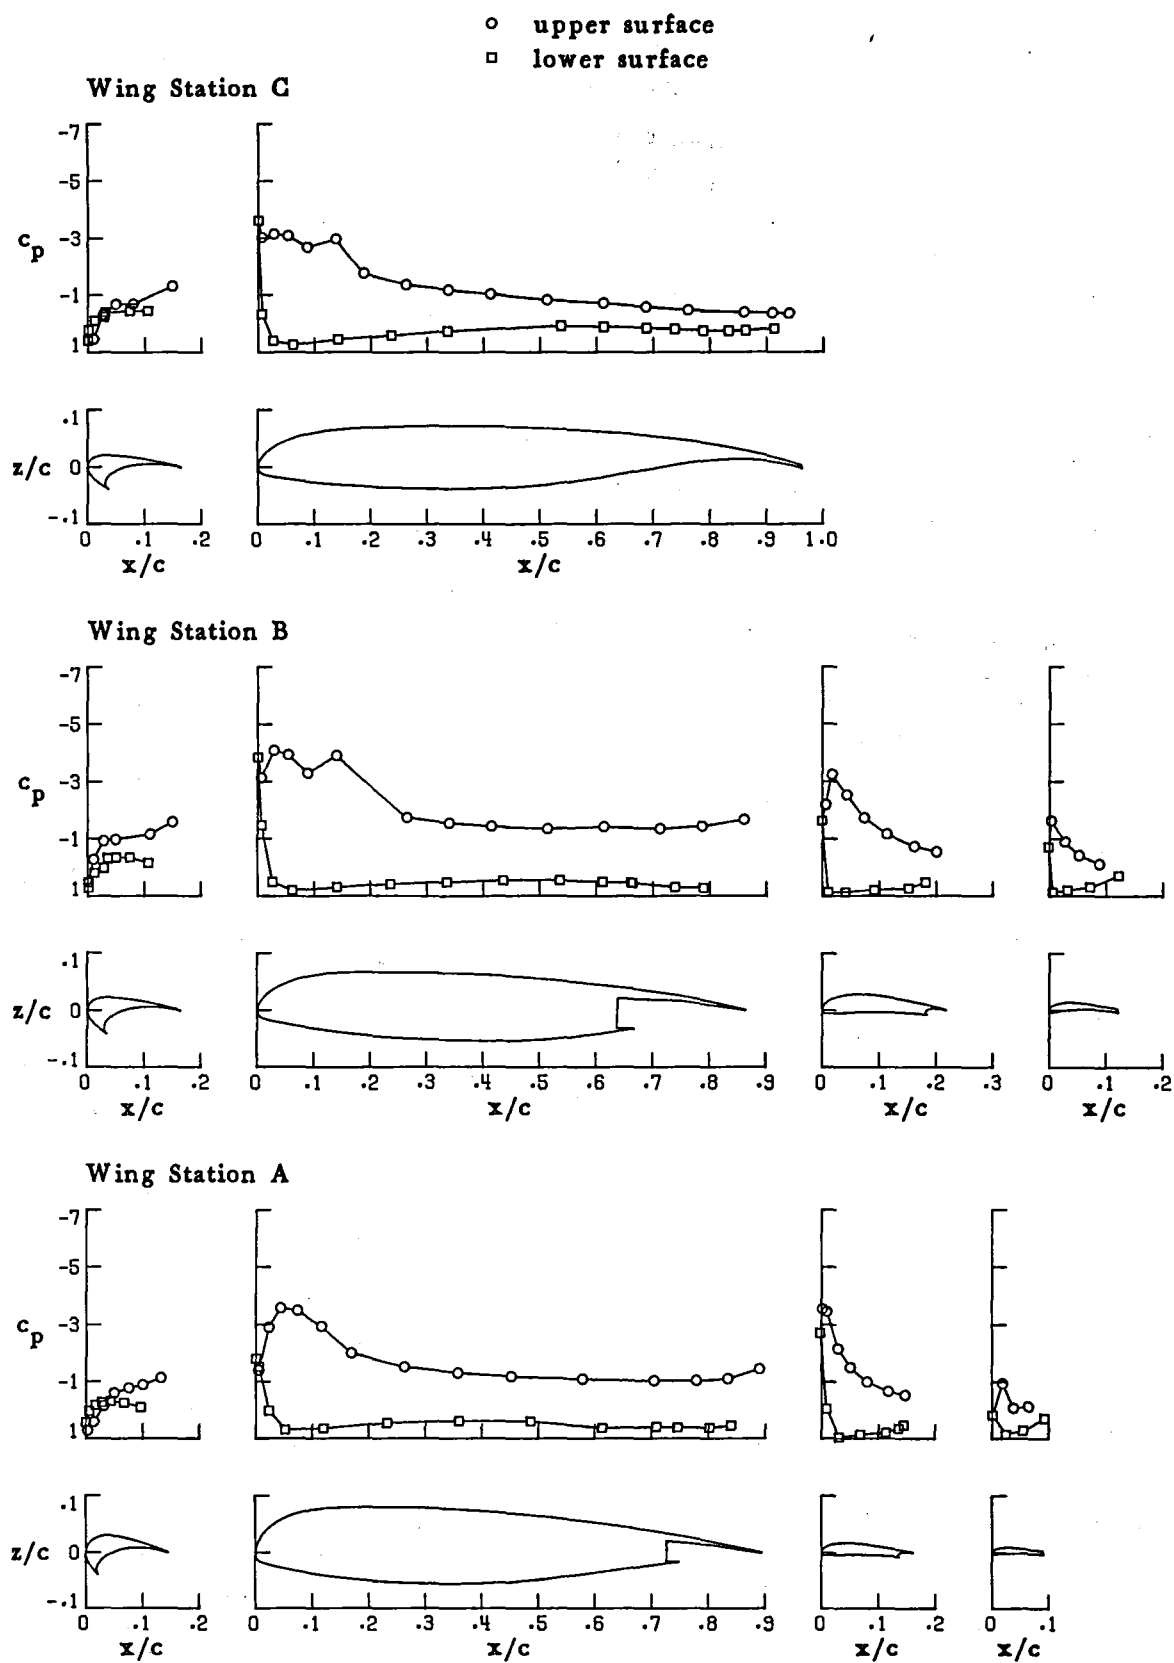 upper surface
lower surface
Wing Station C
-7
-5
c_p -3
-1
1
.1
z/c 0
-.1
0 .1 .2 0 .1 .2 .3 .4 .5 .6 .7 .8 .9 1.0
x/c x/c
Wing Station B
-7
-5
c_p -3
-1
1
.1
z/c 0
-.1
0 .1 .2 0 .1 .2 .3 .4 .5 .6 .7 .8 .9 0 .1 .2 .3 0 .1 .2
x/c x/c x/c x/c
Wing Station A
-7
-5
c_p -3
-1
1
.1
z/c 0
-.1
0 .1 .2 0 .1 .2 .3 .4 .5 .6 .7 .8 .9 0 .1 .2 0 .1
x/c x/c x/c x/c